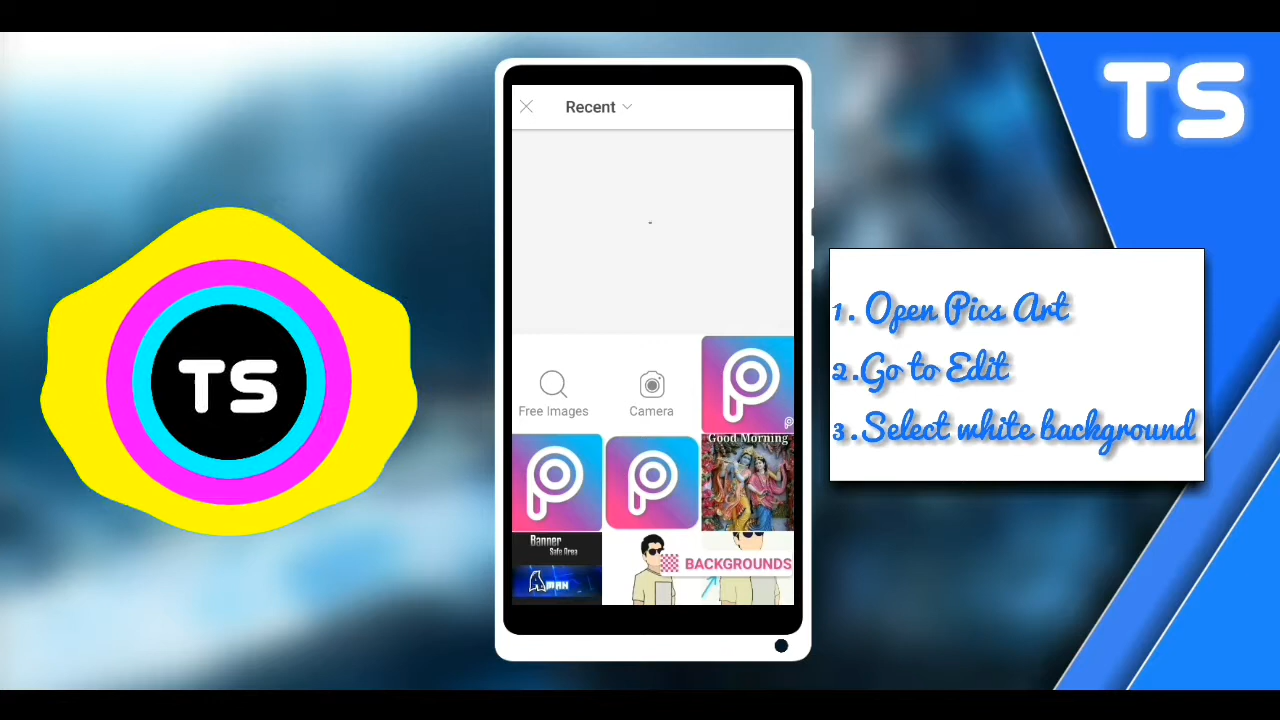 TS
Recent
1. Open Pics Art
2.Go to Edit
3.Select white background
TS
Free Images
Camera
Good Morning
Banner
Safe Area
BACKGROUNDS